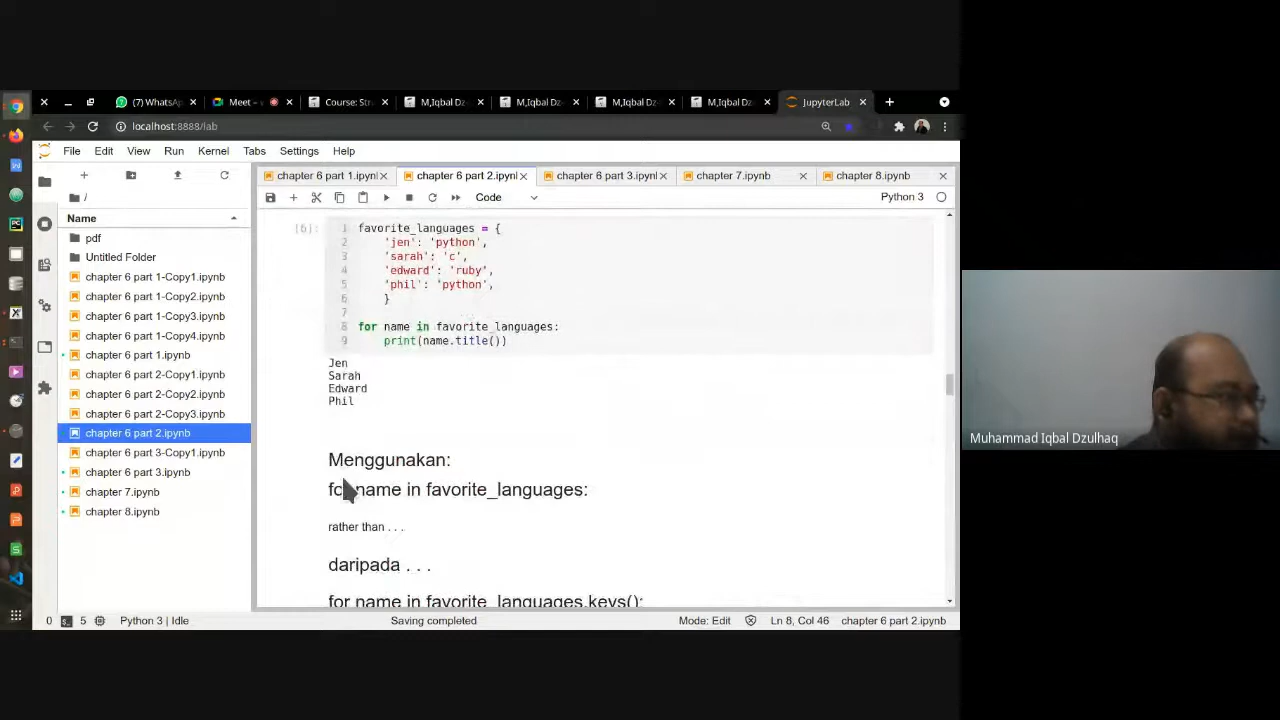 (7) WhatsA
Meet –
Course: Str
M,Iqbal Dz
M,Iqbal Dz
M,Iqbal Dz
M,Iqbal Dz
JupyterLab
localhost:8888/lab
File Edit View Run Kernel Tabs Settings Help
chapter 6 part 1.ipynl
chapter 6 part 2.ipynl
chapter 6 part 3.ipynl
chapter 7.ipynb
chapter 8.ipynb
/
Code
Python 3
Name
pdf
Untitled Folder
chapter 6 part 1-Copy1.ipynb
chapter 6 part 1-Copy2.ipynb
chapter 6 part 1-Copy3.ipynb
chapter 6 part 1-Copy4.ipynb
chapter 6 part 1.ipynb
chapter 6 part 2-Copy1.ipynb
chapter 6 part 2-Copy2.ipynb
chapter 6 part 2-Copy3.ipynb
chapter 6 part 2.ipynb
chapter 6 part 3-Copy1.ipynb
chapter 6 part 3.ipynb
chapter 7.ipynb
chapter 8.ipynb
[6]:
1 favorite_languages = {
2 'jen': 'python',
3 'sarah': 'c',
4 'edward': 'ruby',
5 'phil': 'python',
6 }
7
8 for name in favorite_languages:
9 print(name.title())
Jen
Sarah
Edward
Phil
Menggunakan:
for name in favorite_languages:
rather than . . .
daripada . . .
for name in favorite_languages.keys():
0 5 Python 3 | Idle
Saving completed
Mode: Edit
Ln 8, Col 46
chapter 6 part 2.ipynb
Muhammad Iqbal Dzulhaq